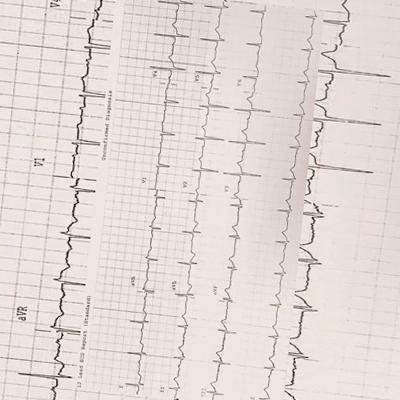 V1
aVR
Unconfirmed Diagnosis
12 Lead ECG Report (Standard)
V4
V5
V6
V1
V2
V3
aVR
aVL
aVF
I
II
III